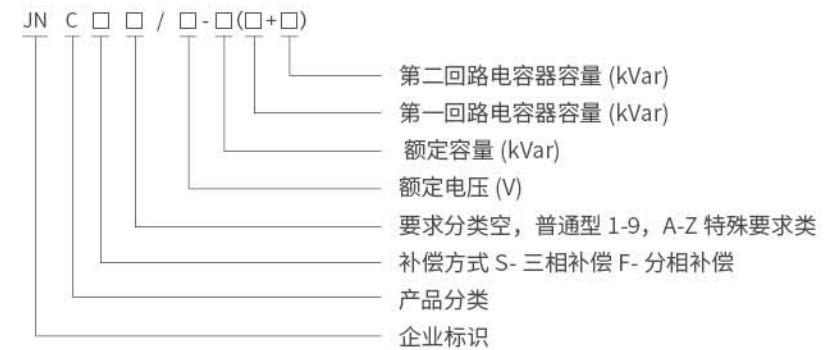 JN C □ □ / □ - □ (□+□)
第二回路电容器容量 (kVar)
第一回路电容器容量 (kVar)
额定容量 (kVar)
额定电压 (V)
要求分类空，普通型 1-9，A-Z 特殊要求类
补偿方式 S- 三相补偿 F- 分相补偿
产品分类
企业标识